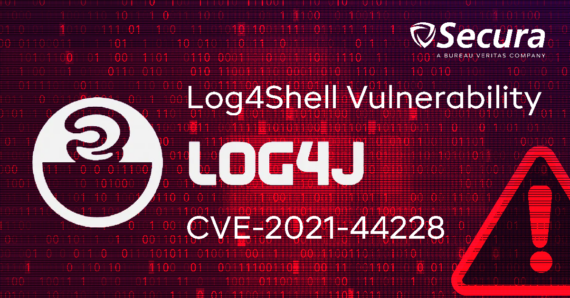 Secura
A BUREAU VERITAS COMPANY
Log4Shell Vulnerability
LOG4J
CVE-2021-44228